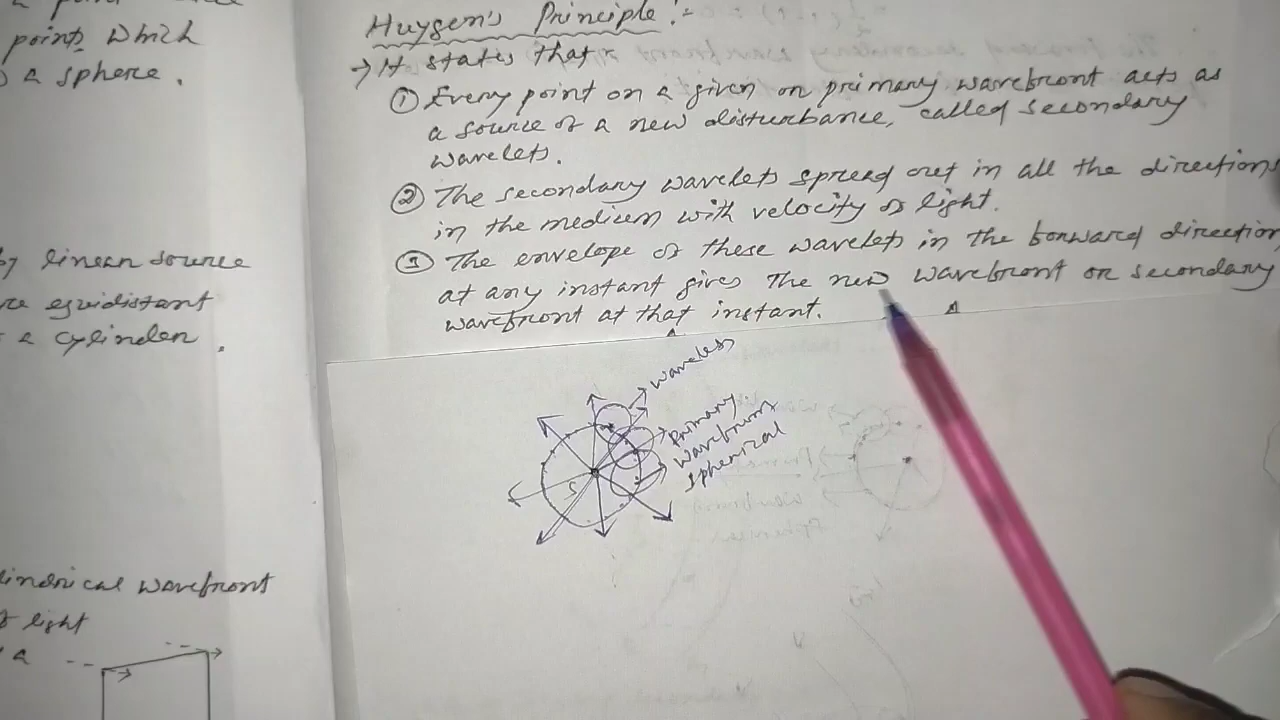 point which
a sphere.
linear source
equidistant
a cylinder.
cylindrical wavefront
light
a
Huygen's Principle :-
→ It states that
① Every point on a given on primary wavefront acts as
a source of a new disturbance, called secondary
wavelets.
② The secondary wavelets spread out in all the directions
in the medium with velocity of light.
③ The envelope of these wavelets in the forward direction
at any instant gives the new wavefront or secondary
wavefront at that instant.
wavelets
Primary
wavefront
spherical
S